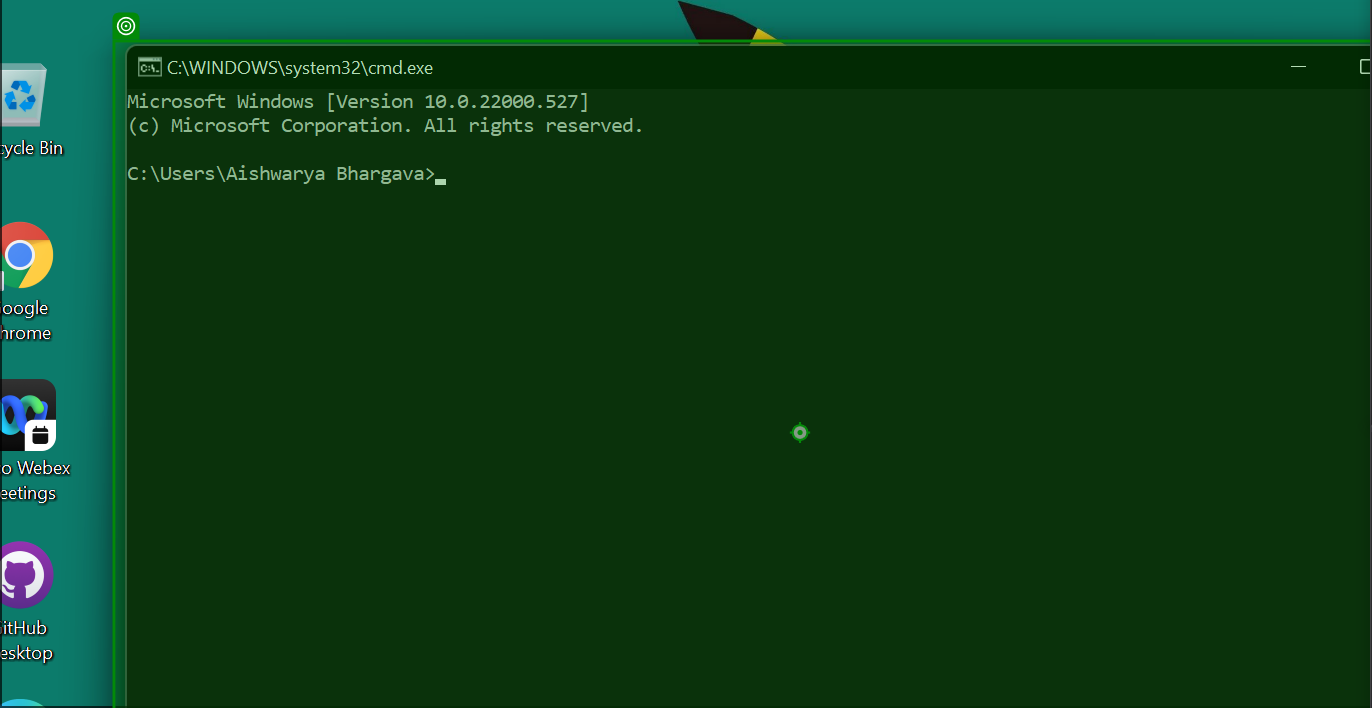 C:\WINDOWS\system32\cmd.exe
Microsoft Windows [Version 10.0.22000.527]
(c) Microsoft Corporation. All rights reserved.
C:\Users\Aishwarya Bhargava>
cycle Bin
oogle
hrome
o Webex
eetings
itHub
esktop